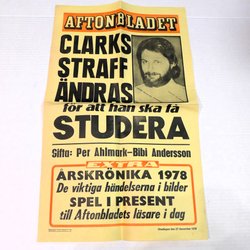 AFTONBLADET
CLARKS
STRAFF
ÄNDRAS
för att han ska få
STUDERA
Sifta: Per Ahlmark-Bibi Andersson
EXTRA
ÅRSKRÖNIKA 1978
De viktiga händelserna i bilder
SPEL I PRESENT
till Aftonbladets läsare i dag